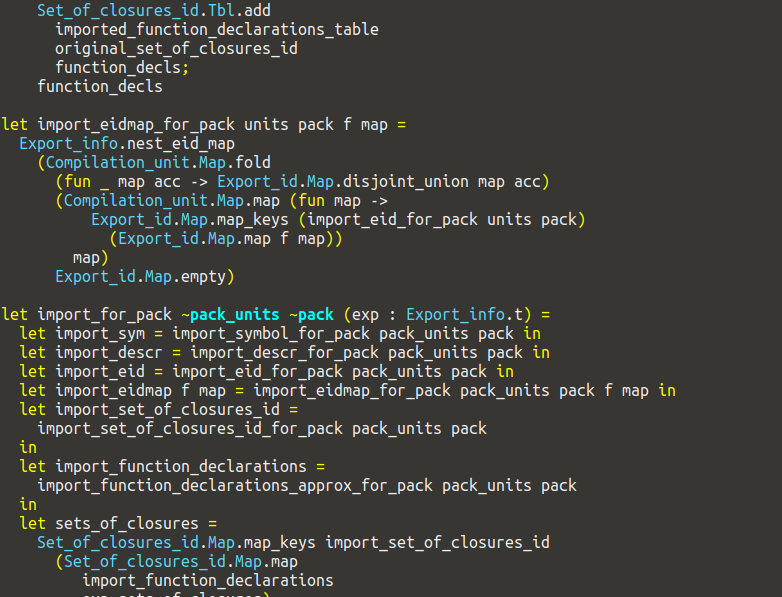 Set_of_closures_id.Tbl.add
imported_function_declarations_table
original_set_of_closures_id
function_decls;
function_decls
let import_eidmap_for_pack units pack f map =
Export_info.nest_eid_map
(Compilation_unit.Map.fold
(fun _ map acc -> Export_id.Map.disjoint_union map acc)
(Compilation_unit.Map.map (fun map ->
Export_id.Map.map_keys (import_eid_for_pack units pack)
(Export_id.Map.map f map))
map)
Export_id.Map.empty)
let import_for_pack ~pack_units ~pack (exp : Export_info.t) =
let import_sym = import_symbol_for_pack pack_units pack in
let import_descr = import_descr_for_pack pack_units pack in
let import_eid = import_eid_for_pack pack_units pack in
let import_eidmap f map = import_eidmap_for_pack pack_units pack f map in
let import_set_of_closures_id =
import_set_of_closures_id_for_pack pack_units pack
in
let import_function_declarations =
import_function_declarations_approx_for_pack pack_units pack
in
let sets_of_closures =
Set_of_closures_id.Map.map_keys import_set_of_closures_id
(Set_of_closures_id.Map.map
import_function_declarations